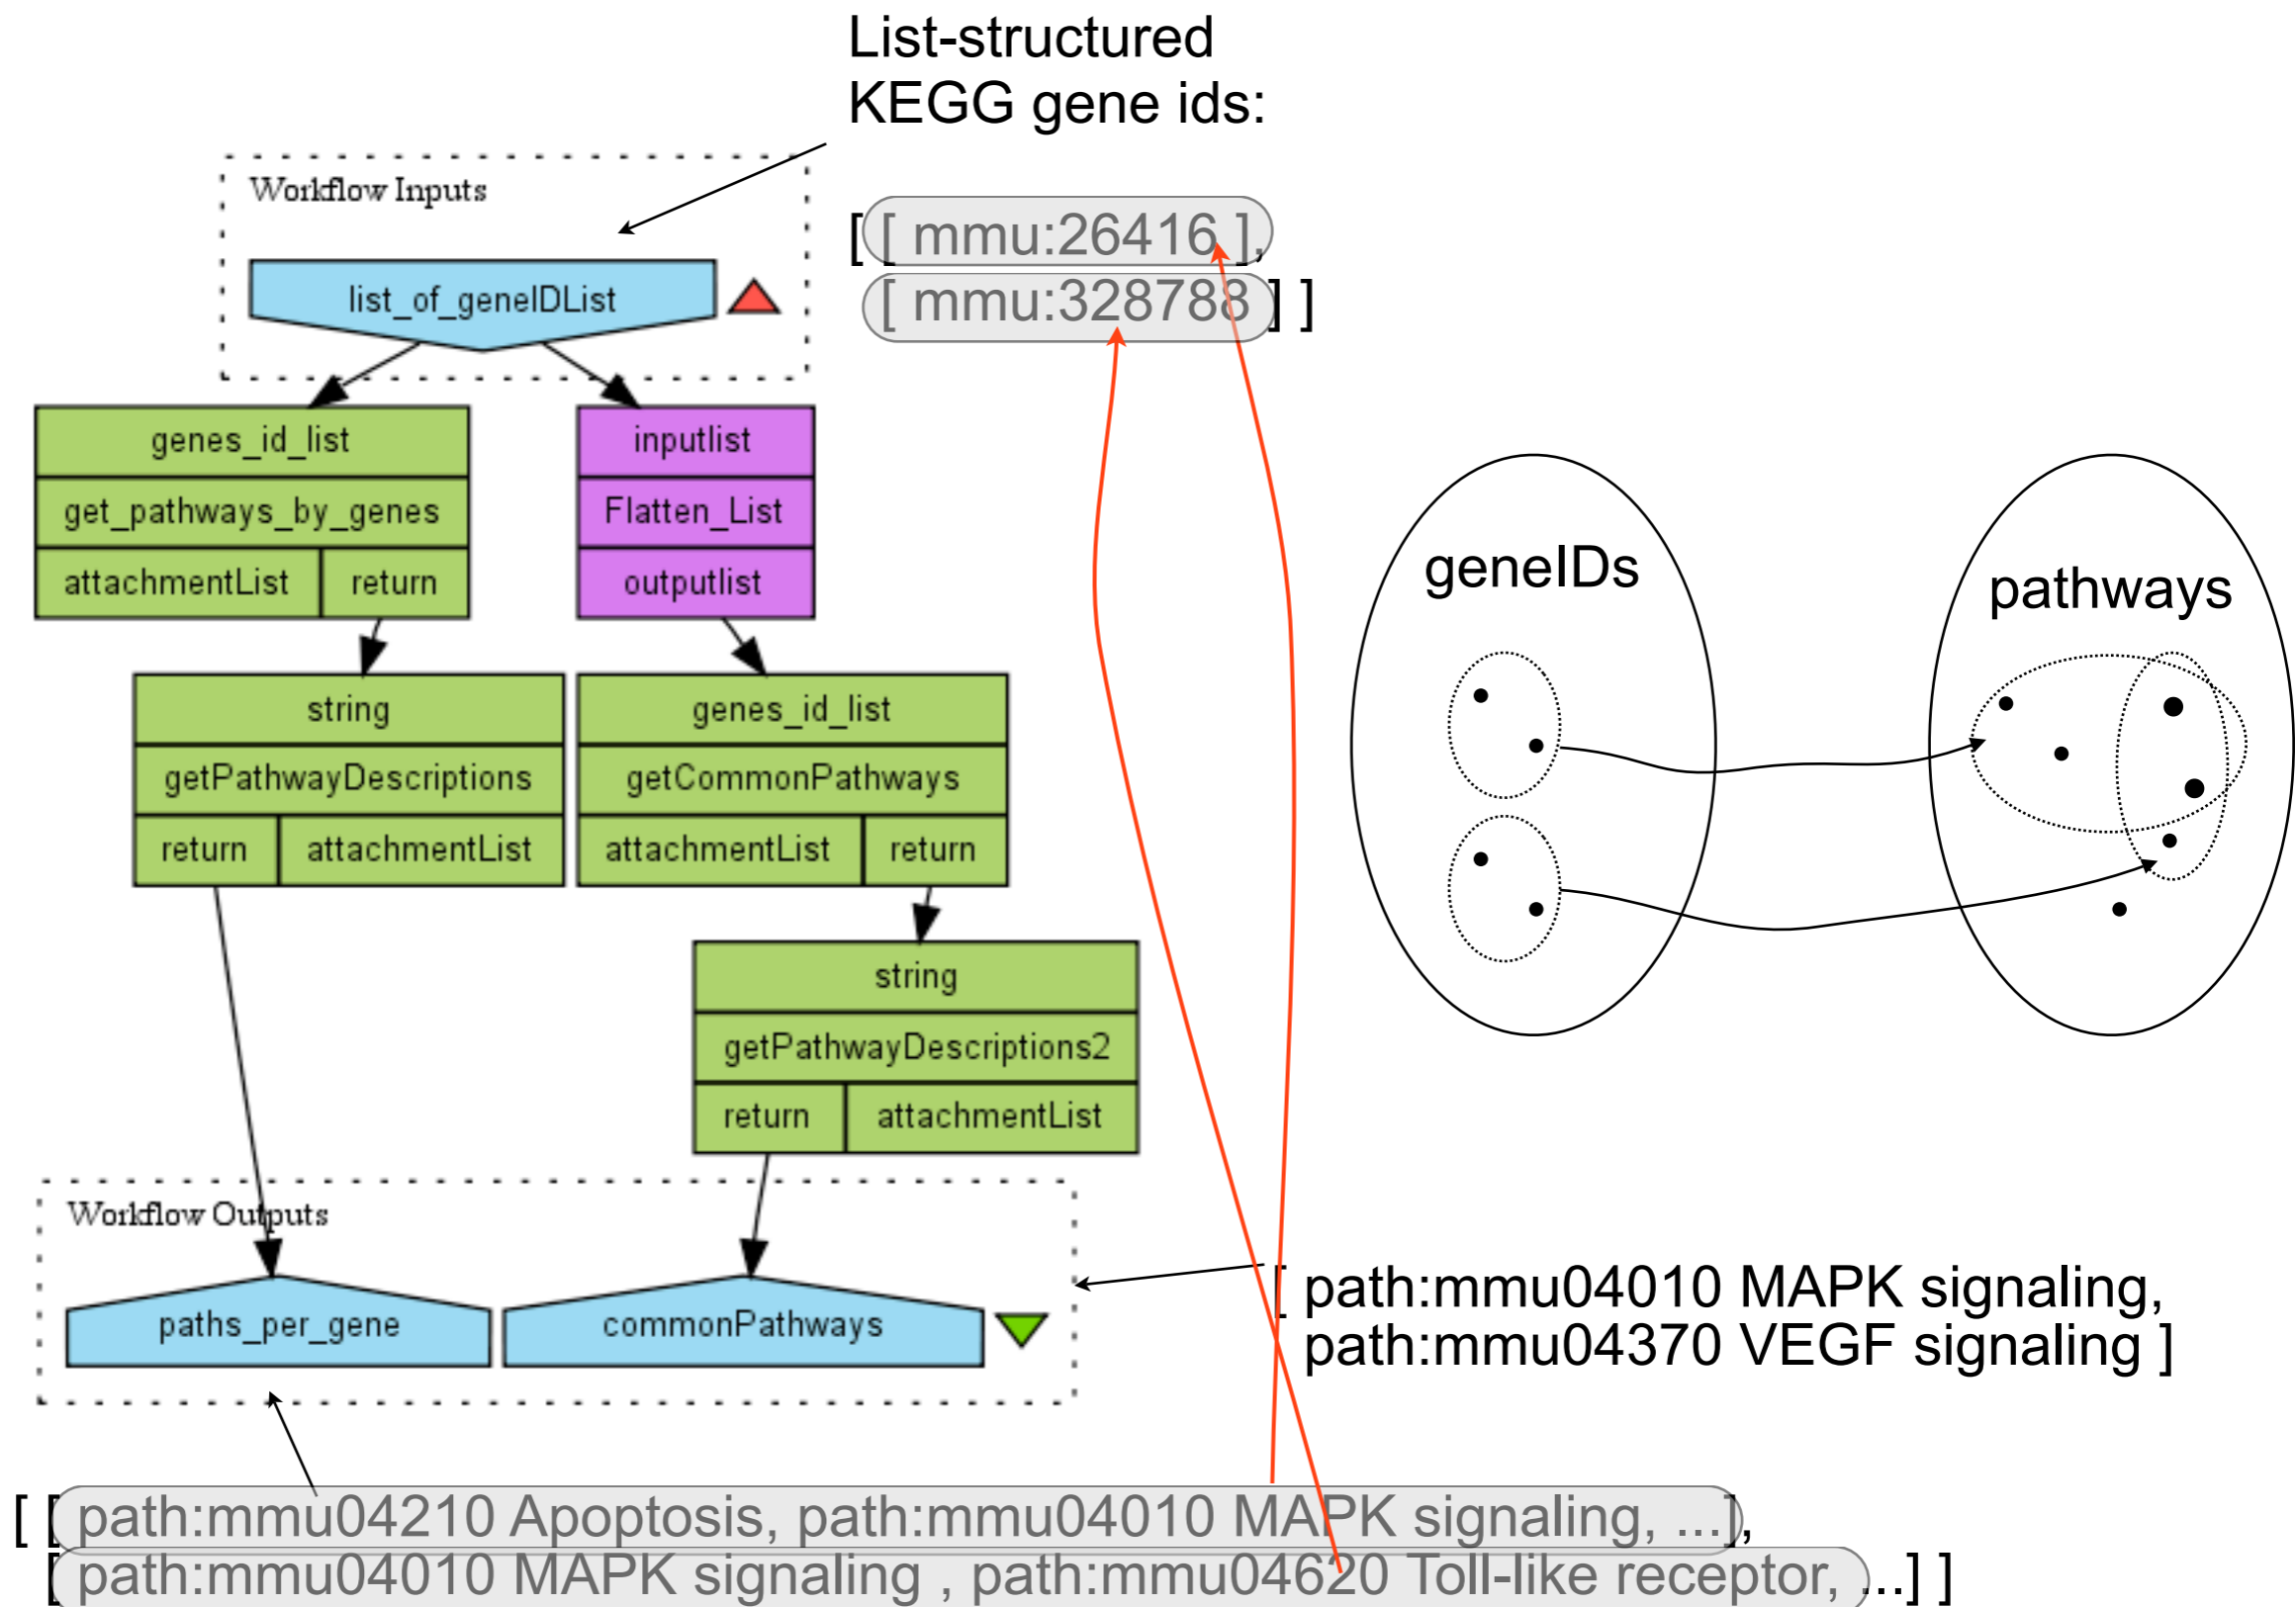 List-structured
KEGG gene ids:
Workflow Inputs
[ [ mmu:26416 ],
[ mmu:328788 ] ]
list_of_geneIDList
genes_id_list
inputlist
get_pathways_by_genes
Flatten_List
attachmentList return
outputlist
geneIDs
pathways
string
genes_id_list
getPathwayDescriptions
getCommonPathways
return attachmentList
attachmentList return
string
getPathwayDescriptions2
return attachmentList
Workflow Outputs
paths_per_gene
commonPathways
[ path:mmu04010 MAPK signaling,
path:mmu04370 VEGF signaling ]
[ [ path:mmu04210 Apoptosis, path:mmu04010 MAPK signaling, ...],
[ path:mmu04010 MAPK signaling , path:mmu04620 Toll-like receptor, ...] ]